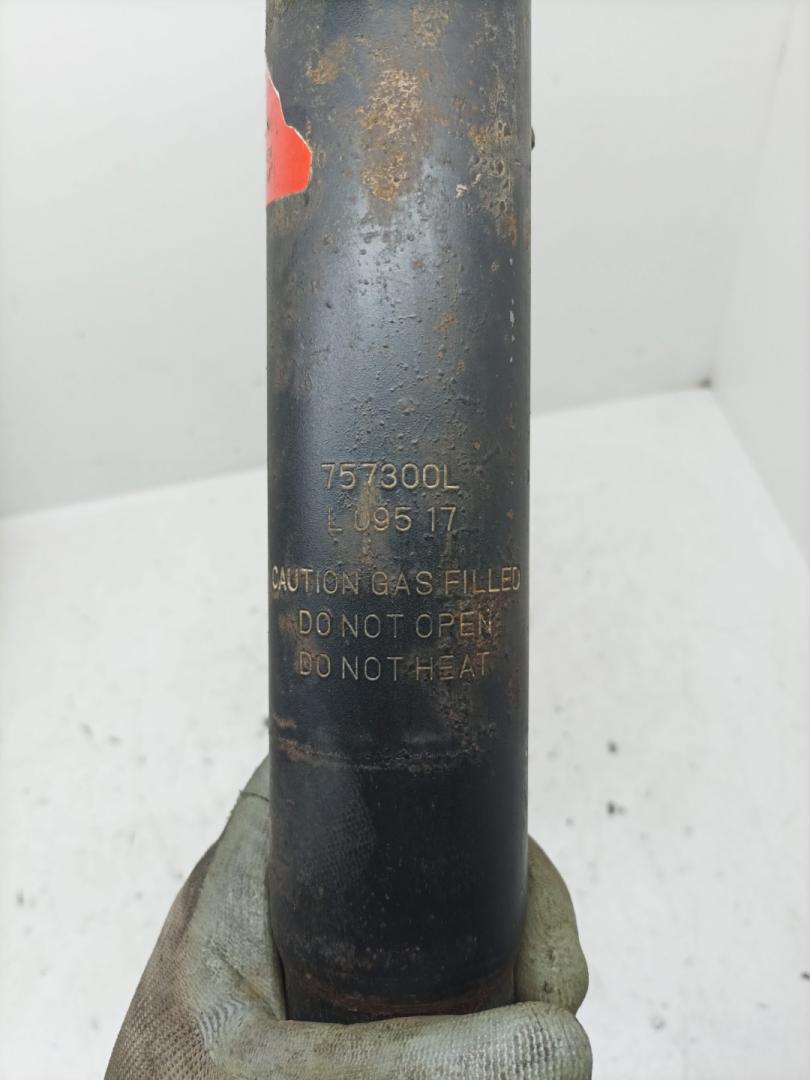 757300L
L 095 17
CAUTION GAS FILLED
DO NOT OPEN
DO NOT HEAT